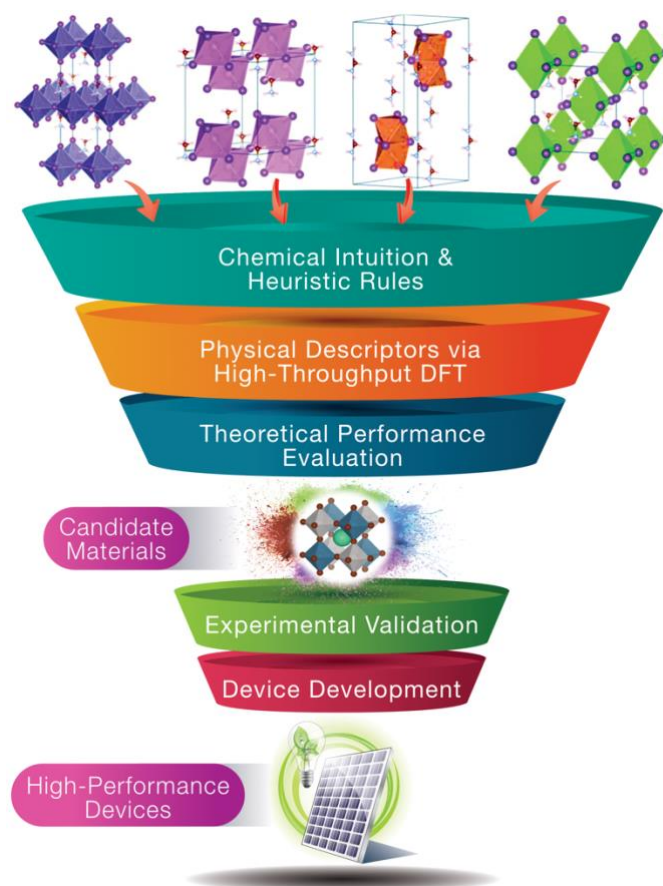 Chemical Intuition &
Heuristic Rules
Physical Descriptors via
High-Throughput DFT
Theoretical Performance
Evaluation
Candidate
Materials
Experimental Validation
Device Development
High-Performance
Devices